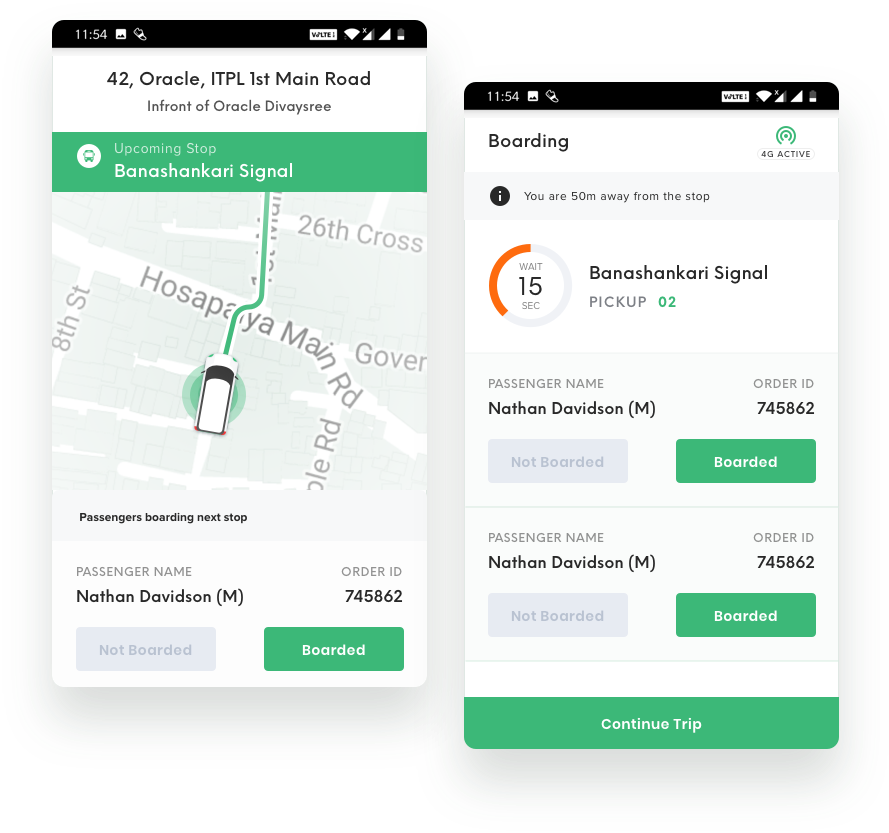 11:54
VoLTE
42, Oracle, ITPL 1st Main Road
Infront of Oracle Divaysree
Upcoming Stop
Banashankari Signal
26th Cross
Hosapalya Main Rd
8th St
Gover
ple Rd
Passengers boarding next stop
PASSENGER NAME ORDER ID
Nathan Davidson (M) 745862
Not Boarded Boarded
11:54
VoLTE
Boarding
4G ACTIVE
You are 50m away from the stop
WAIT
15
SEC
Banashankari Signal
PICKUP 02
PASSENGER NAME ORDER ID
Nathan Davidson (M) 745862
Not Boarded Boarded
PASSENGER NAME ORDER ID
Nathan Davidson (M) 745862
Not Boarded Boarded
Continue Trip